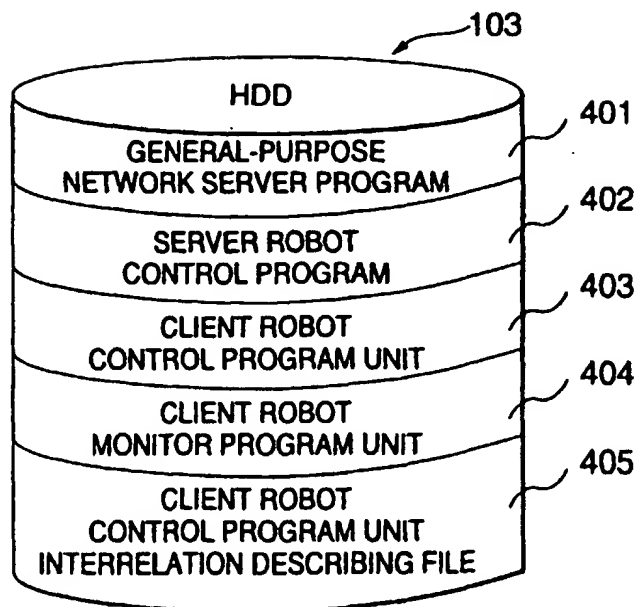 103
HDD
401
GENERAL-PURPOSE
NETWORK SERVER PROGRAM
402
SERVER ROBOT
CONTROL PROGRAM
403
CLIENT ROBOT
CONTROL PROGRAM UNIT
404
CLIENT ROBOT
MONITOR PROGRAM UNIT
405
CLIENT ROBOT
CONTROL PROGRAM UNIT
INTERRELATION DESCRIBING FILE